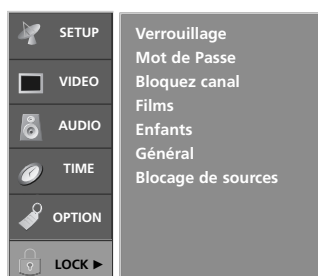 SETUP
VIDEO
AUDIO
TIME
OPTION
LOCK ►
Verrouillage
Mot de Passe
Bloquez canal
Films
Enfants
Général
Blocage de sources